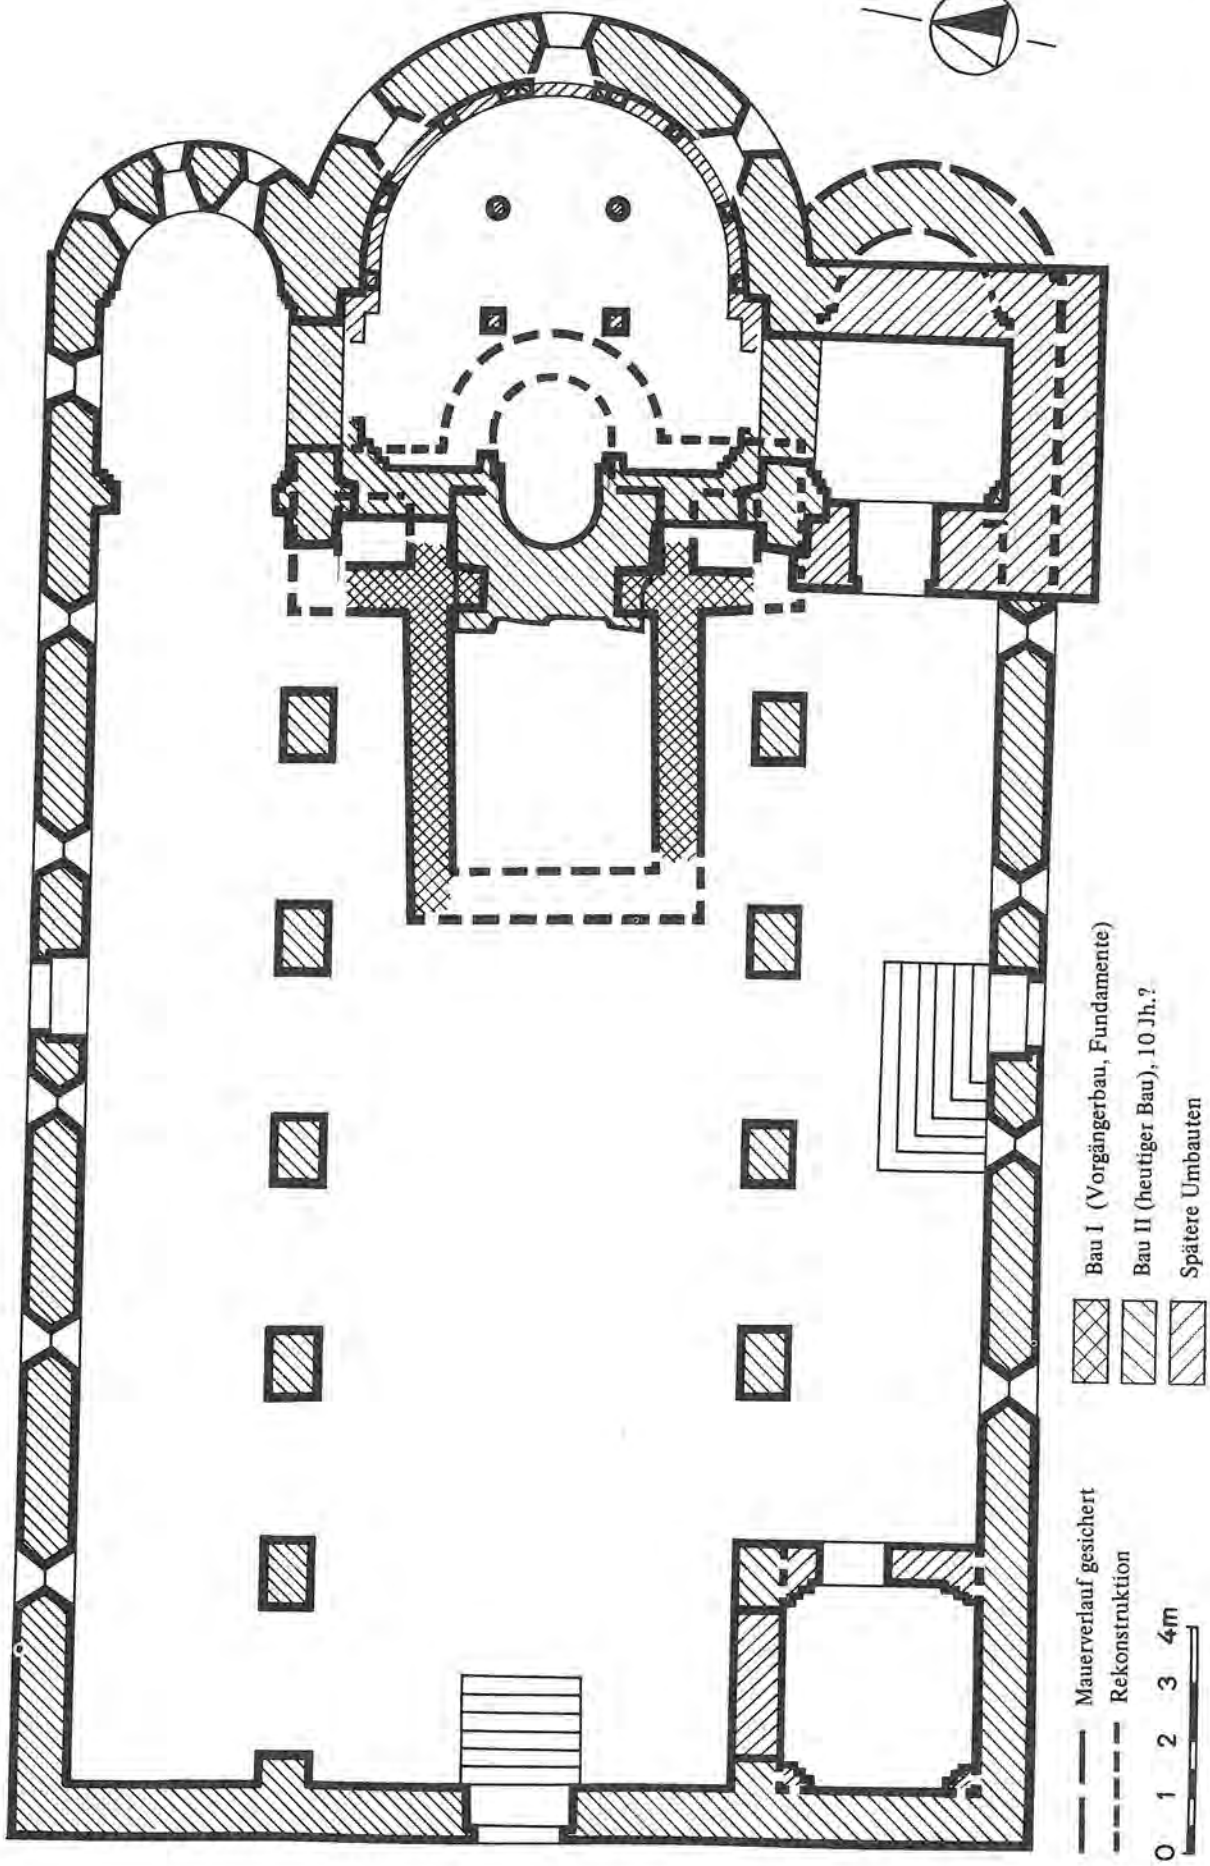 Mauerverlauf gesichert
Rekonstruktion
0 1 2 3 4m
Bau I (Vorgängerbau, Fundamente)
Bau II (heutiger Bau), 10 Jh.?
Spätere Umbauten